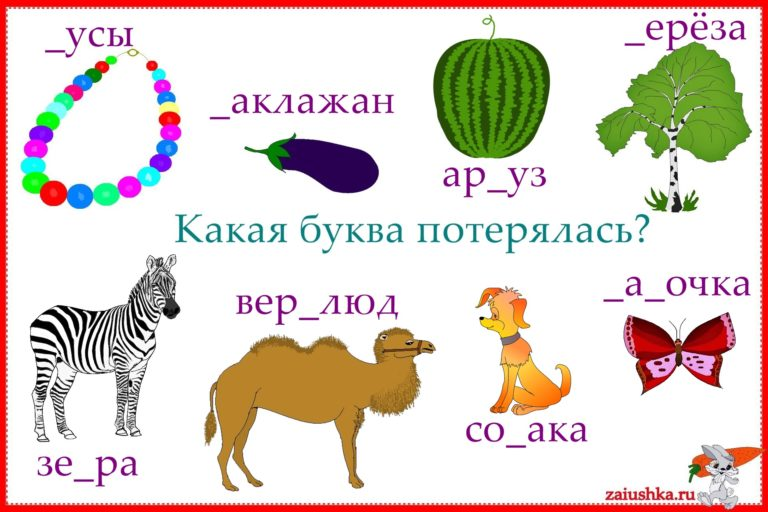 _усы
_ерёза
_аклажан
ар_уз
Какая буква потерялась?
_а_очка
вер_люд
со_ака
зе_ра
zaiushka.ru